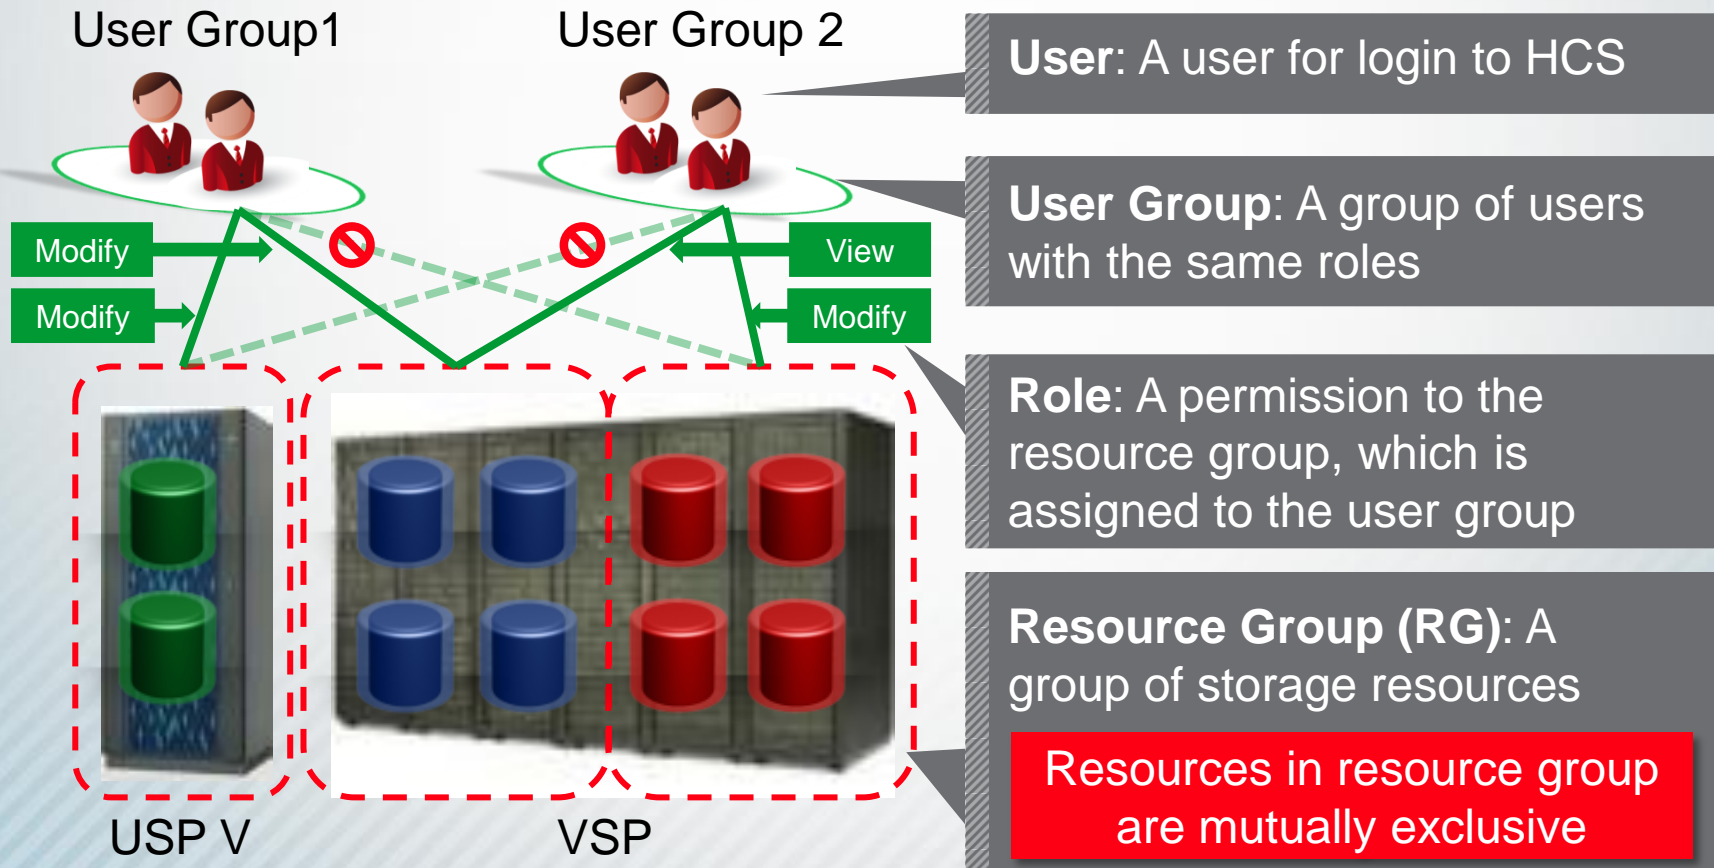 User Group1
User Group 2
Modify
Modify
View
Modify
USP V
VSP
User: A user for login to HCS
User Group: A group of users
with the same roles
Role: A permission to the
resource group, which is
assigned to the user group
Resource Group (RG): A
group of storage resources
Resources in resource group
are mutually exclusive